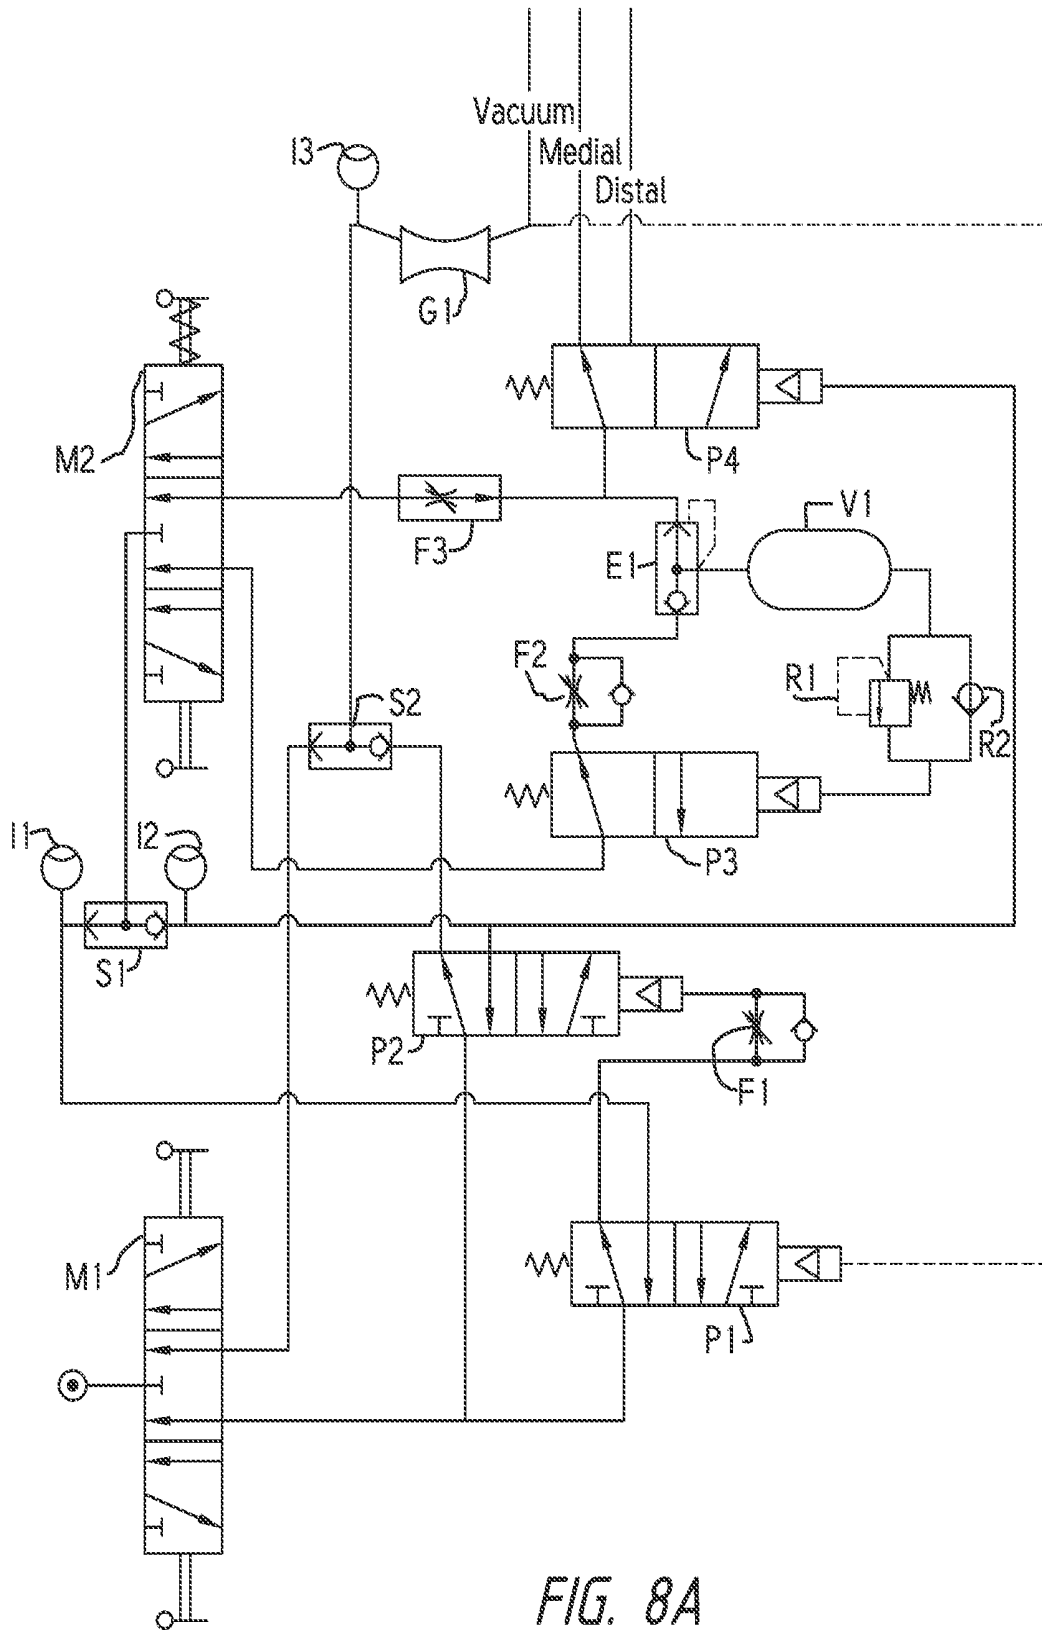 Vacuum
I3
Medial
Distal
G1
M2
P4
F3
V1
E1
F2
R1
S2
R2
I1
I2
P3
S1
P2
F1
M1
P1
FIG. 8A